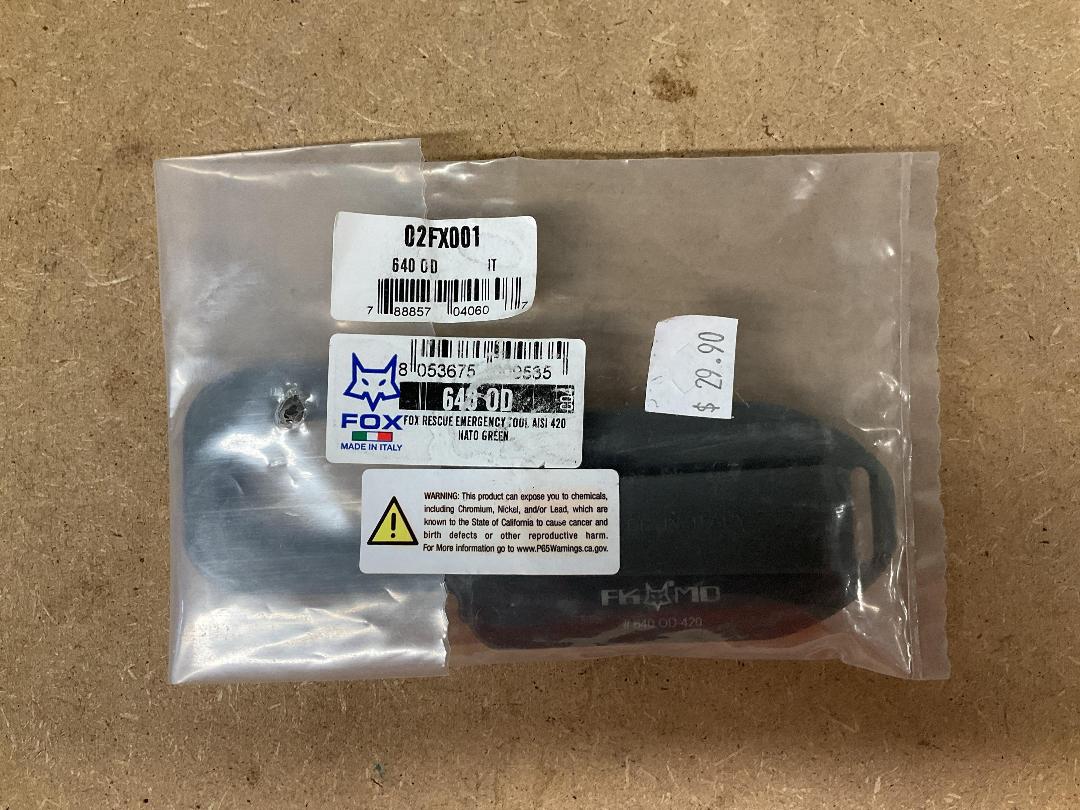 02FX001
640 OD IT
7 88857 04060 7
8 053675 9535
640 OD
FOX
MADE IN ITALY
FOX RESCUE EMERGENCY TOOL AISI 420
NATO GREEN
$ 29.90
WARNING: This product can expose you to chemicals,
including Chromium, Nickel, and/or Lead, which are
known to the State of California to cause cancer and
birth defects or other reproductive harm.
For More information go to www.P65Warnings.ca.gov.
FK MD
# 640 OD-420